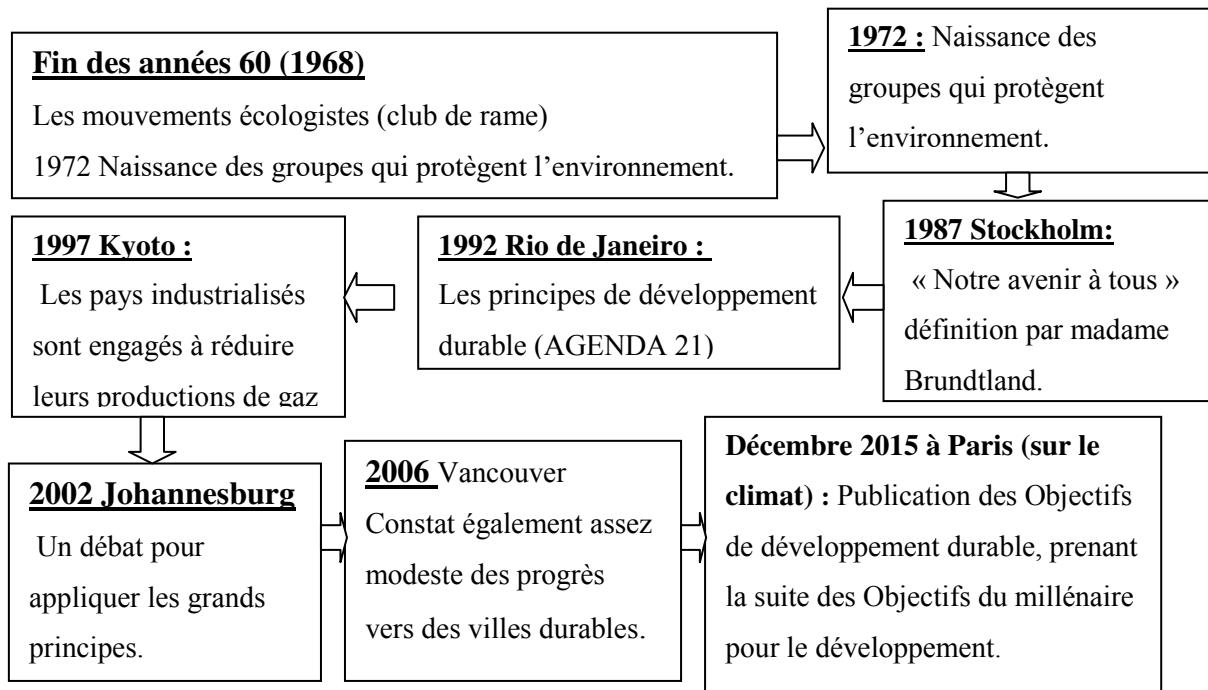 Fin des années 60 (1968)
Les mouvements écologistes (club de rame)
1972 Naissance des groupes qui protègent l’environnement.
1972 : Naissance des
groupes qui protègent
l’environnement.
1987 Stockholm:
« Notre avenir à tous »
définition par madame
Brundtland.
1992 Rio de Janeiro :
Les principes de développement
durable (AGENDA 21)
1997 Kyoto :
Les pays industrialisés
sont engagés à réduire
leurs productions de gaz
2002 Johannesburg
Un débat pour
appliquer les grands
principes.
2006 Vancouver
Constat également assez
modeste des progrès
vers des villes durables.
Décembre 2015 à Paris (sur le
climat) : Publication des Objectifs
de développement durable, prenant
la suite des Objectifs du millénaire
pour le développement.